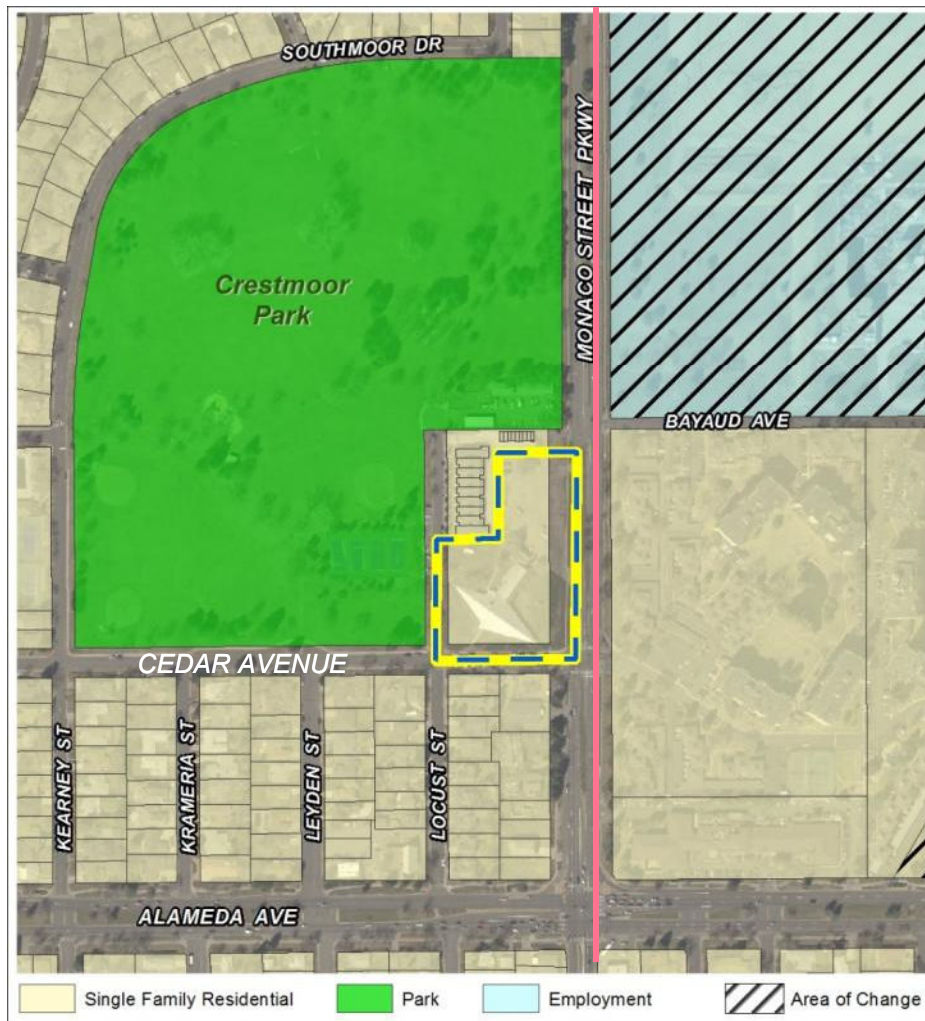 SOUTHMOOR DR
MONACO STREET PKWY
Crestmoor
Park
BAYAUD AVE
CEDAR AVENUE
KEARNEY ST
KRAMERIA ST
LEYDEN ST
LOCUST ST
ALAMEDA AVE
Single Family Residential
Park
Employment
Area of Change